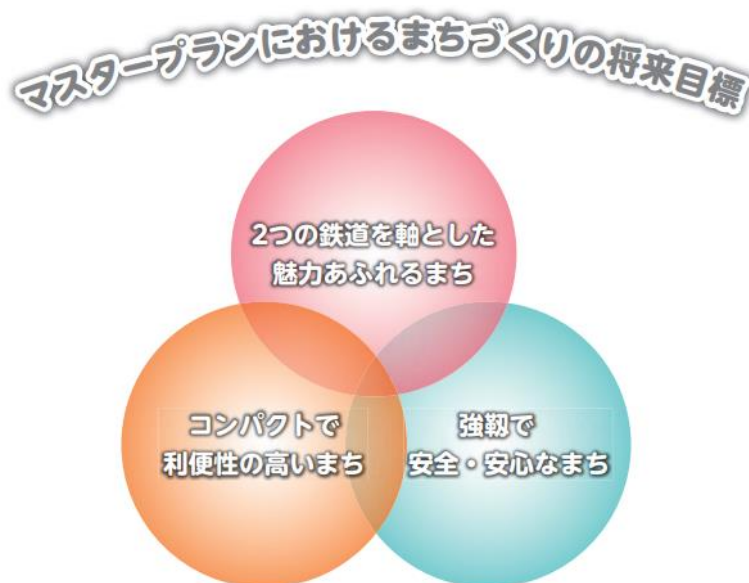 マスタープランにおけるまちづくりの将来目標
2つの鉄道を軸とした
魅力あふれるまち
コンパクトで
利便性の高いまち
強靱で
安全・安心なまち